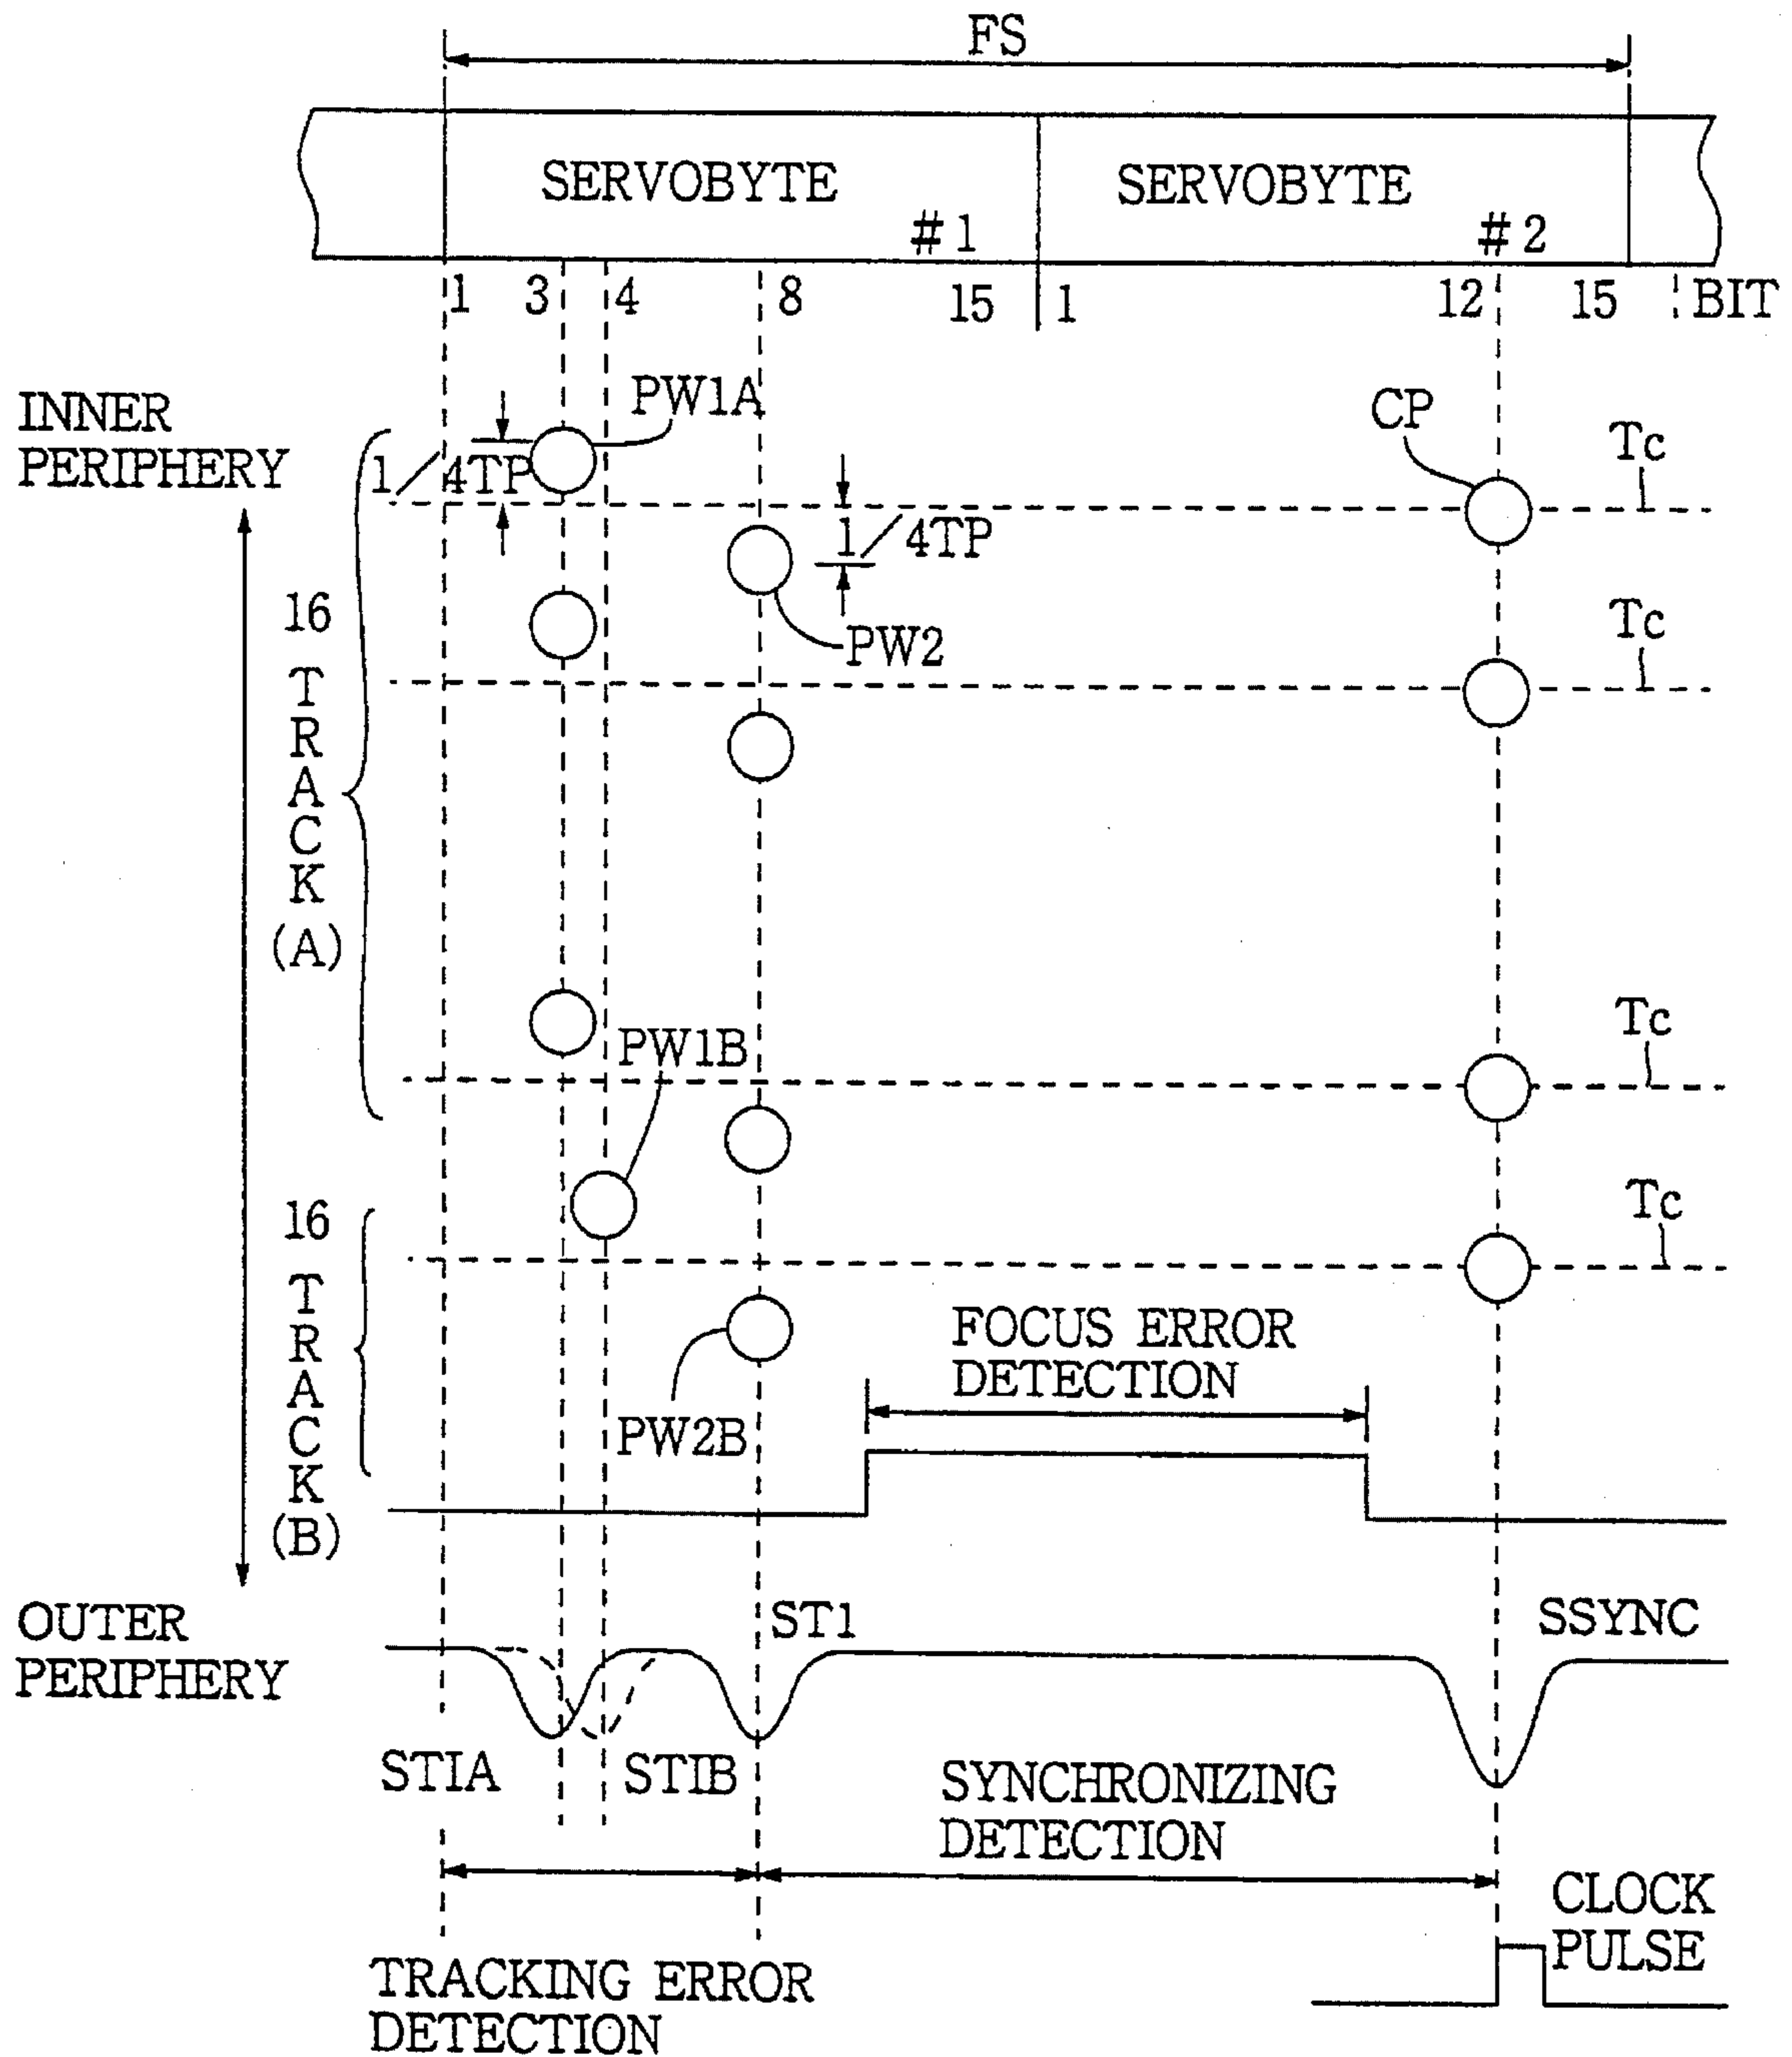 FS
SERVOBYTE
#1
SERVOBYTE
#2
1 3 4 8 15 1 12 15 BIT
INNER
PERIPHERY
PW1A
1/4TP
CP
Tc
1/4TP
PW2
Tc
16
T
R
A
C
K
(A)
PW1B
Tc
Tc
16
T
R
A
C
K
(B)
PW2B
FOCUS ERROR
DETECTION
OUTER
PERIPHERY
ST1
SSYNC
STIA
STIB
SYNCHRONIZING
DETECTION
TRACKING ERROR
DETECTION
CLOCK
PULSE